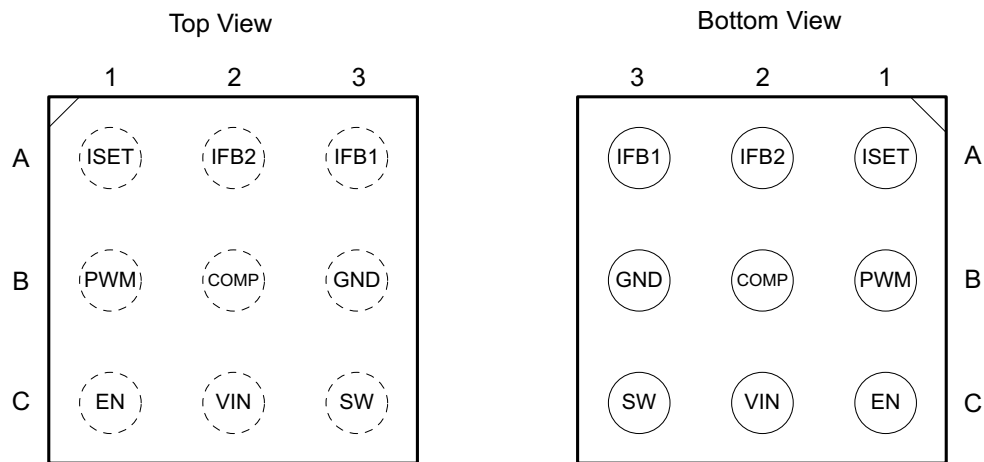 Top View
1 2 3
A ISET IFB2 IFB1
B PWM COMP GND
C EN VIN SW
Bottom View
3 2 1
IFB1 IFB2 ISET A
GND COMP PWM B
SW VIN EN C